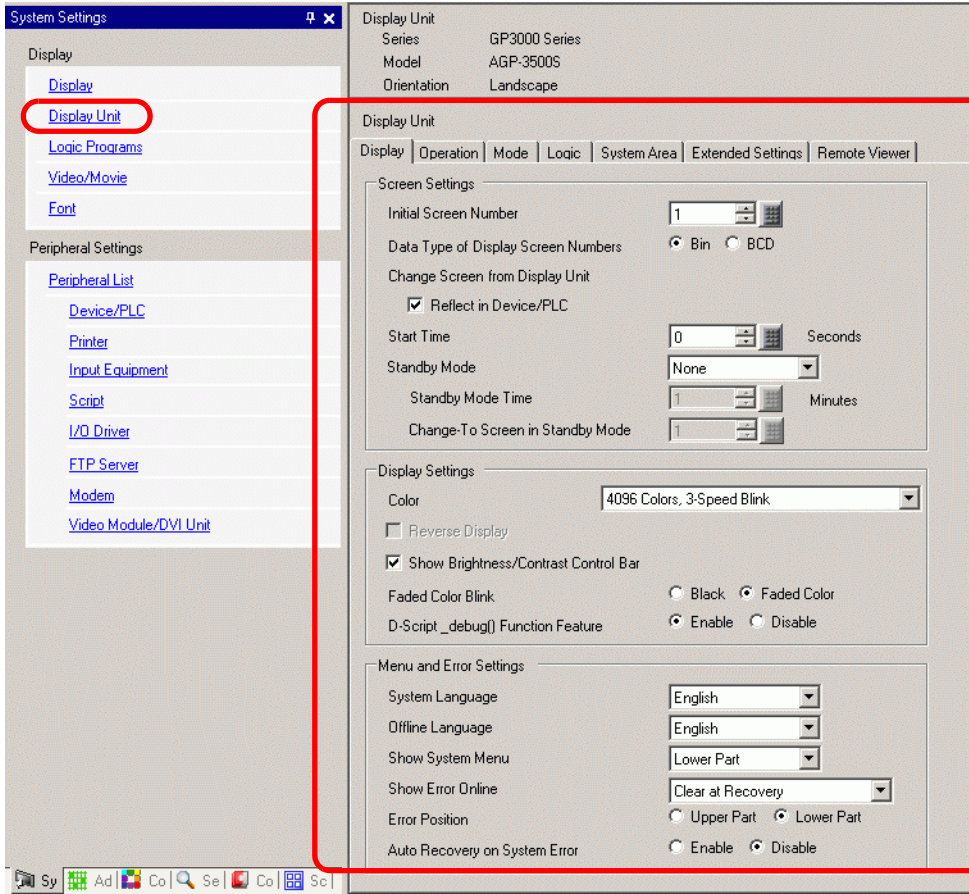 System Settings
Display
Display
Display Unit
Logic Programs
Video/Movie
Font
Peripheral Settings
Peripheral List
Device/PLC
Printer
Input Equipment
Script
I/O Driver
FTP Server
Modem
Video Module/DVI Unit
Sy Ad Co Se Co Sc
Display Unit
Series GP3000 Series
Model AGP-3500S
Orientation Landscape
Display Unit
Display Operation Mode Logic System Area Extended Settings Remote Viewer
Screen Settings
Initial Screen Number 1
Data Type of Display Screen Numbers Bin BCD
Change Screen from Display Unit
Reflect in Device/PLC
Start Time 0 Seconds
Standby Mode None
Standby Mode Time 1 Minutes
Change-To Screen in Standby Mode 1
Display Settings
Color 4096 Colors, 3-Speed Blink
Reverse Display
Show Brightness/Contrast Control Bar
Faded Color Blink Black Faded Color
D-Script _debug() Function Feature Enable Disable
Menu and Error Settings
System Language English
Offline Language English
Show System Menu Lower Part
Show Error Online Clear at Recovery
Error Position Upper Part Lower Part
Auto Recovery on System Error Enable Disable